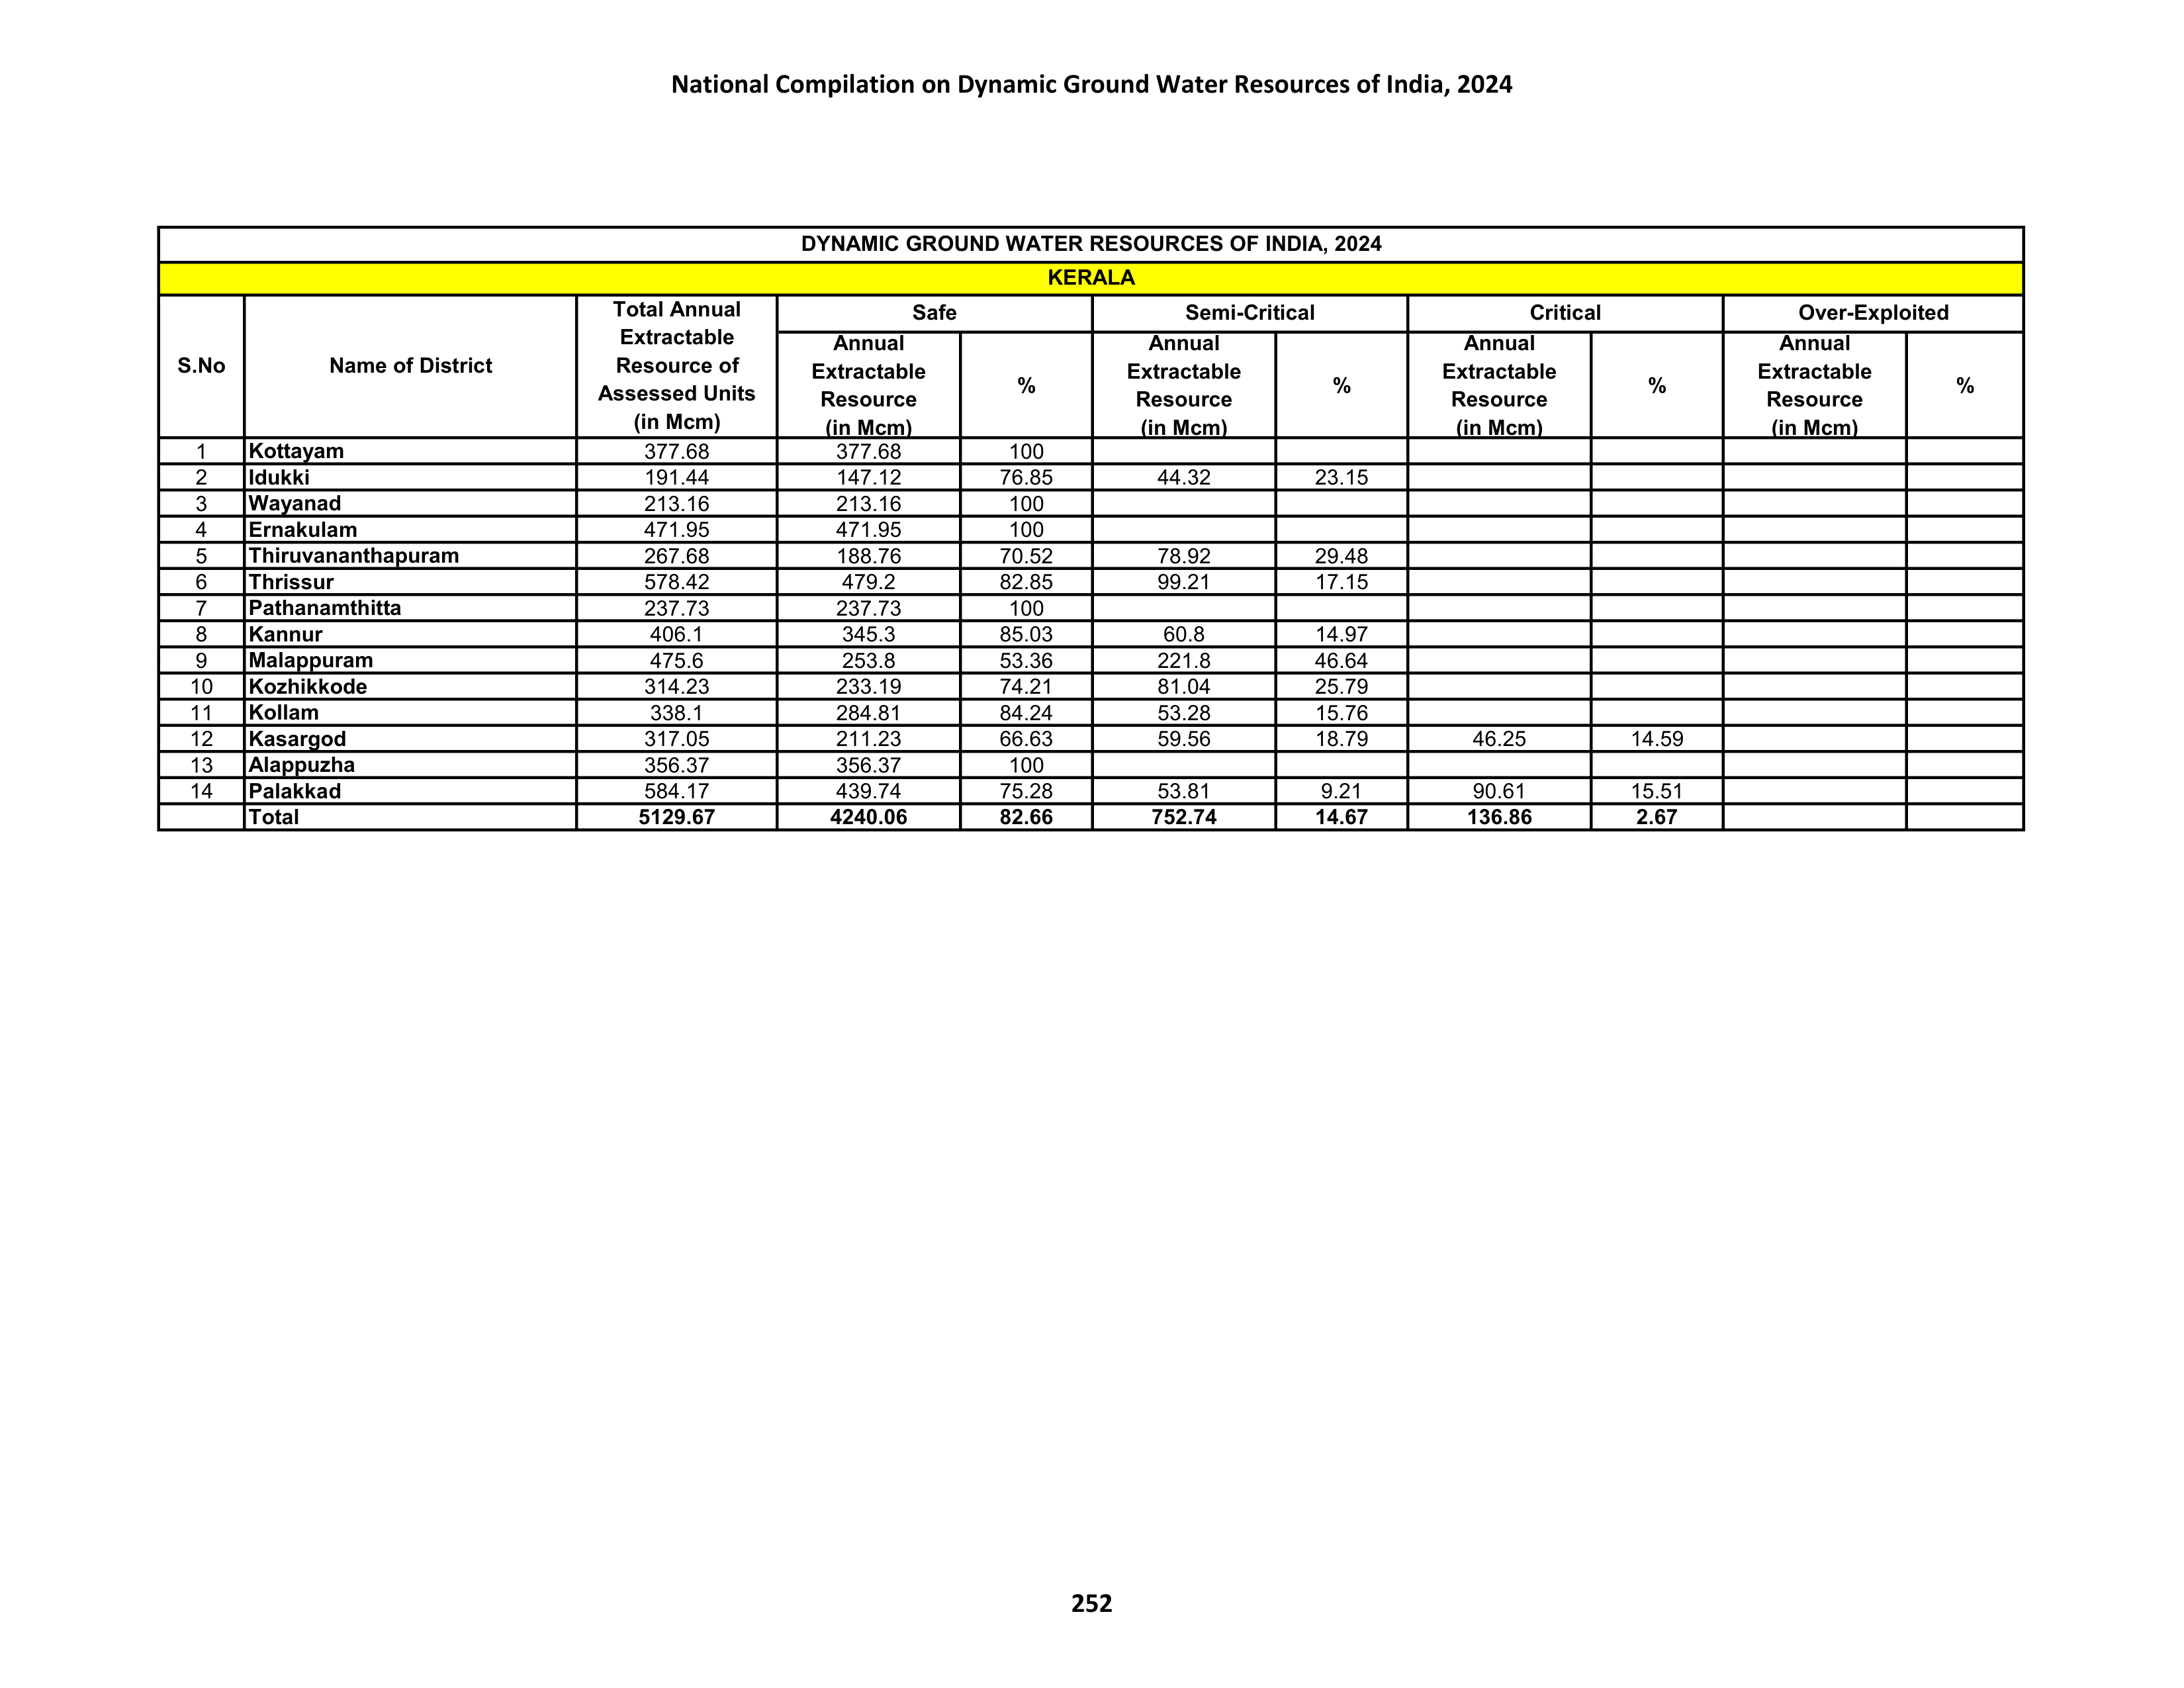 National Compilation on Dynamic Ground Water Resources of India, 2024
DYNAMIC GROUND WATER RESOURCES OF INDIA, 2024
KERALA
S.No Name of District Total Annual Extractable Resource of Assessed Units (in Mcm) Safe Semi-Critical Critical Over-Exploited
Annual Extractable Resource (in Mcm) % Annual Extractable Resource (in Mcm) % Annual Extractable Resource (in Mcm) % Annual Extractable Resource (in Mcm) %
1 Kottayam 377.68 377.68 100
2 Idukki 191.44 147.12 76.85 44.32 23.15
3 Wayanad 213.16 213.16 100
4 Ernakulam 471.95 471.95 100
5 Thiruvananthapuram 267.68 188.76 70.52 78.92 29.48
6 Thrissur 578.42 479.2 82.85 99.21 17.15
7 Pathanamthitta 237.73 237.73 100
8 Kannur 406.1 345.3 85.03 60.8 14.97
9 Malappuram 475.6 253.8 53.36 221.8 46.64
10 Kozhikkode 314.23 233.19 74.21 81.04 25.79
11 Kollam 338.1 284.81 84.24 53.28 15.76
12 Kasargod 317.05 211.23 66.63 59.56 18.79 46.25 14.59
13 Alappuzha 356.37 356.37 100
14 Palakkad 584.17 439.74 75.28 53.81 9.21 90.61 15.51
Total 5129.67 4240.06 82.66 752.74 14.67 136.86 2.67
252